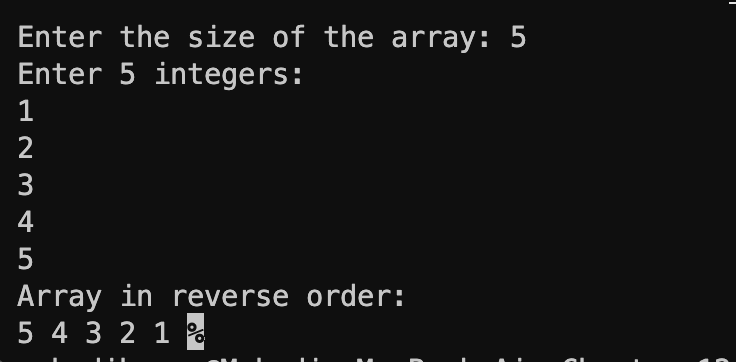 Enter the size of the array: 5
Enter 5 integers:
1
2
3
4
5
Array in reverse order:
5 4 3 2 1 %